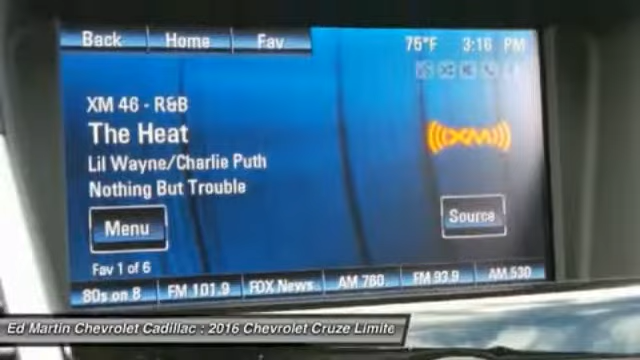 Back Home Fav 75°F 3:16 PM
XM 46 - R&B
The Heat
((XM))
Lil Wayne/Charlie Puth
Nothing But Trouble
Menu Source
Fav 1 of 6
80s on 8 FM 101.9 FOX News AM 760 FM 93.9 AM 530
Ed Martin Chevrolet Cadillac : 2016 Chevrolet Cruze Limite